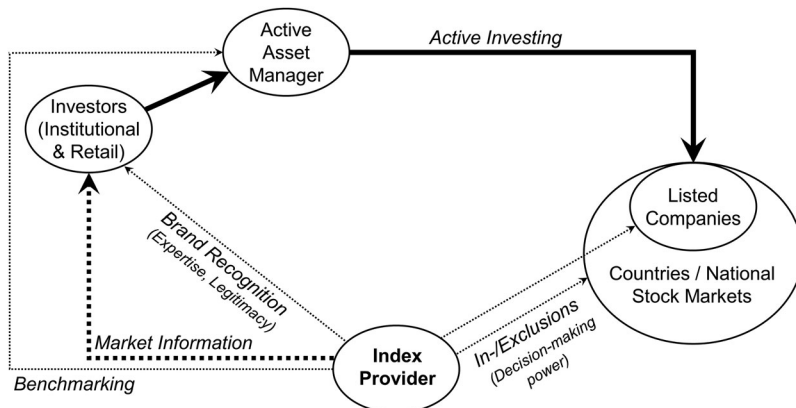 Active
Asset
Manager
Active Investing
Investors
(Institutional
& Retail)
Listed
Companies
Countries / National
Stock Markets
Brand Recognition
(Expertise, Legitimacy)
In-/Exclusions
(Decision-making
power)
Market Information
Index
Provider
Benchmarking